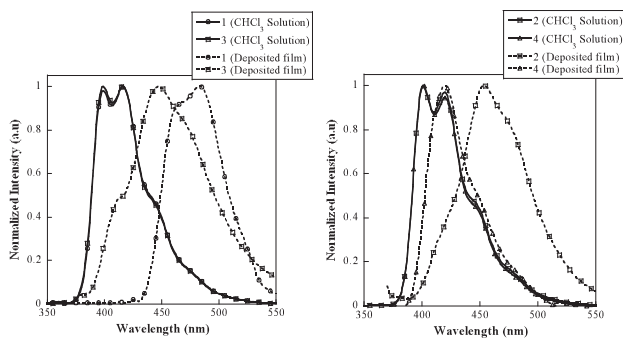 1 (CHCl3 Solution)
3 (CHCl3 Solution)
1 (Deposited film)
3 (Deposited film)
Normalized Intensity (a.u)
1
0.8
0.6
0.4
0.2
0
350 400 450 500 550
Wavelength (nm)
2 (CHCl3 Solution)
4 (CHCl3 Solution)
2 (Deposited film)
4 (Deposited film)
Normalized Intensity (a.u)
1
0.8
0.6
0.4
0.2
0
350 400 450 500 550
Wavelength (nm)